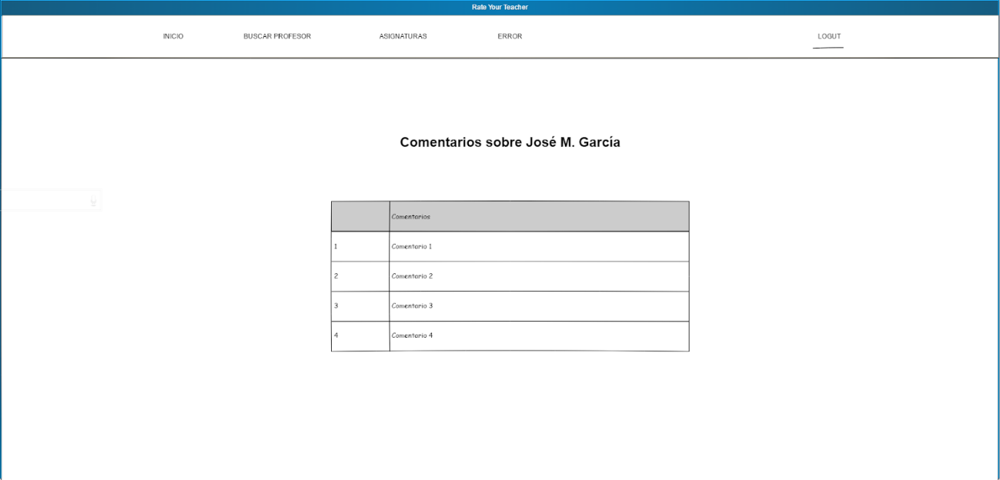 Rate Your Teacher
INICIO BUSCAR PROFESOR ASIGNATURAS ERROR LOGUT
Comentarios sobre José M. García
Comentarios
1 Comentario 1
2 Comentario 2
3 Comentario 3
4 Comentario 4